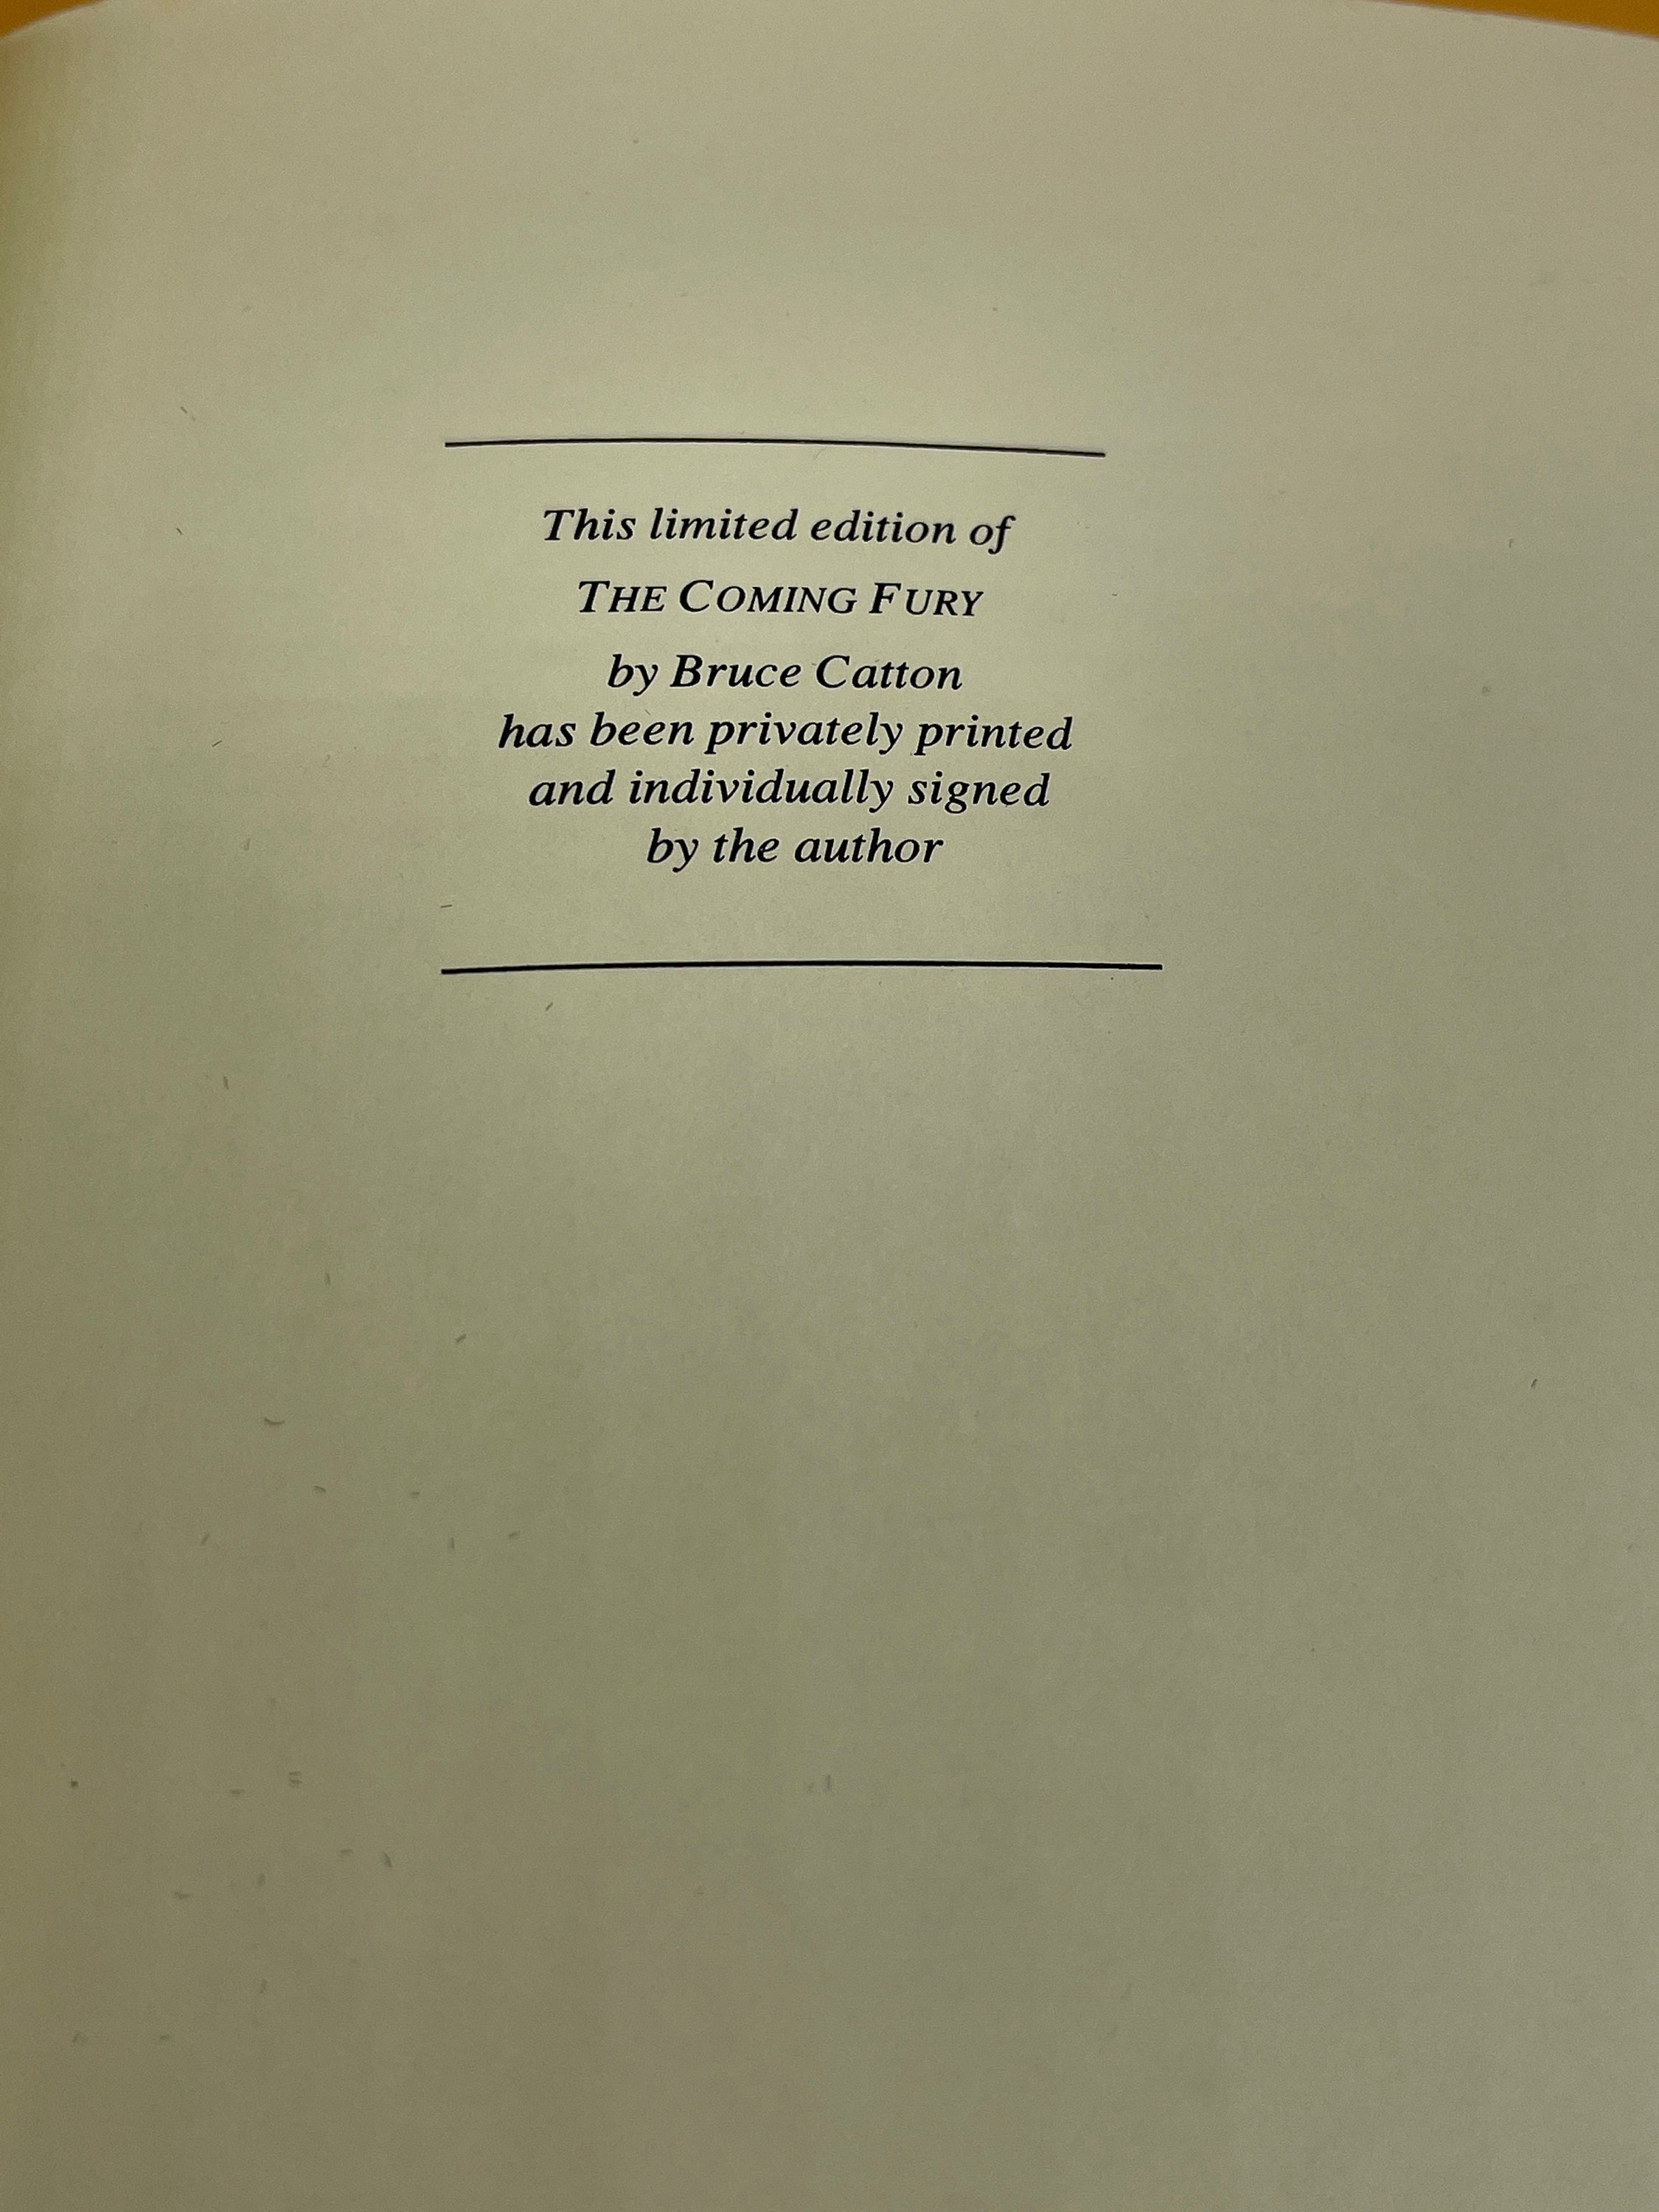 This limited edition of
THE COMING FURY
by Bruce Catton
has been privately printed
and individually signed
by the author